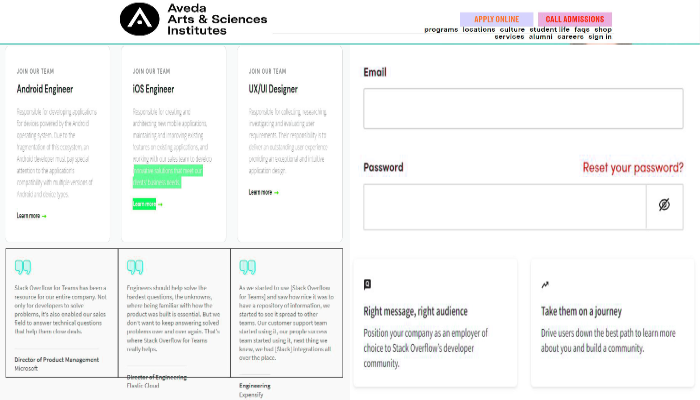 Aveda
Arts & Sciences
Institutes
APPLY ONLINE
CALL ADMISSIONS
programs locations culture student life faqs shop
services alumni careers sign in
JOIN OUR TEAM
Android Engineer
Responsible for developing applications
for devices powered by the Android
operating system. Due to the
fragmentation of this ecosystem, an
Android developer must pay special
attention to the application's
compatibility with multiple versions of
Android and device types.
Learn more →
JOIN OUR TEAM
iOS Engineer
Responsible for creating and
architecting new mobile applications,
maintaining and improving existing
features on existing applications, and
working with our sales team to develop
innovative solutions that meet our
client's business needs.
Learn more →
JOIN OUR TEAM
UX/UI Designer
Responsible for collecting, researching,
investigating and evaluating user
requirements. Their responsibility is to
deliver an outstanding user experience
providing an exceptional and intuitive
application design.
Learn more →
Stack Overflow for Teams has been a
resource for our entire company. Not
only for developers to solve
problems, it's also enabled our sales
field to answer technical questions
that help them close deals.
Director of Product Management
Microsoft
Engineers should help solve the
hardest questions, the unknowns,
where being familiar with how the
product was built is essential. But we
don't want to keep answering solved
problems over and over again. That's
where Stack Overflow for Teams
really helps.
Director of Engineering
Elastic Cloud
As we started to use [Stack Overflow
for Teams] and saw how nice it was to
have a repository of information, we
started to see it spread to other
teams. Our customer support team
started using it, our people success
team started using it, next thing we
knew, we had [Slack] integrations all
over the place.
Engineering
Expensify
Email
Password
Reset your password?
Right message, right audience
Position your company as an employer of
choice to Stack Overflow's developer
community.
Take them on a journey
Drive users down the best path to learn more
about you and build a community.